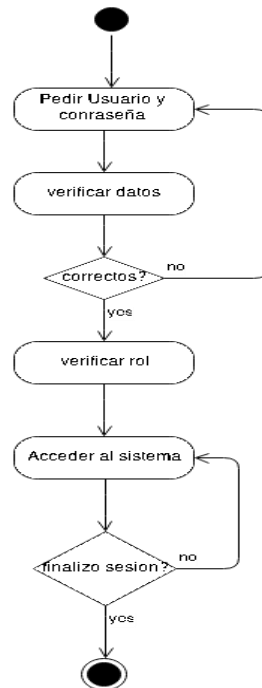 Pedir Usuario y
conraseña
verificar datos
correctos?
no
yes
verificar rol
Acceder al sistema
finalizo sesion?
no
yes